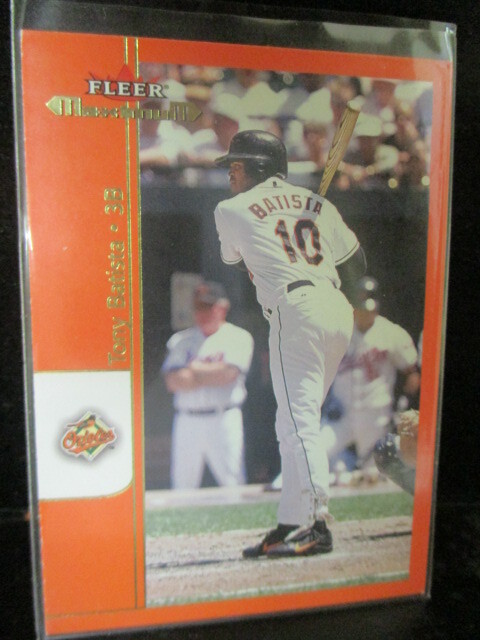 FLEER
Maximum
Tony Batista • 3B
Orioles
BATISTA
10